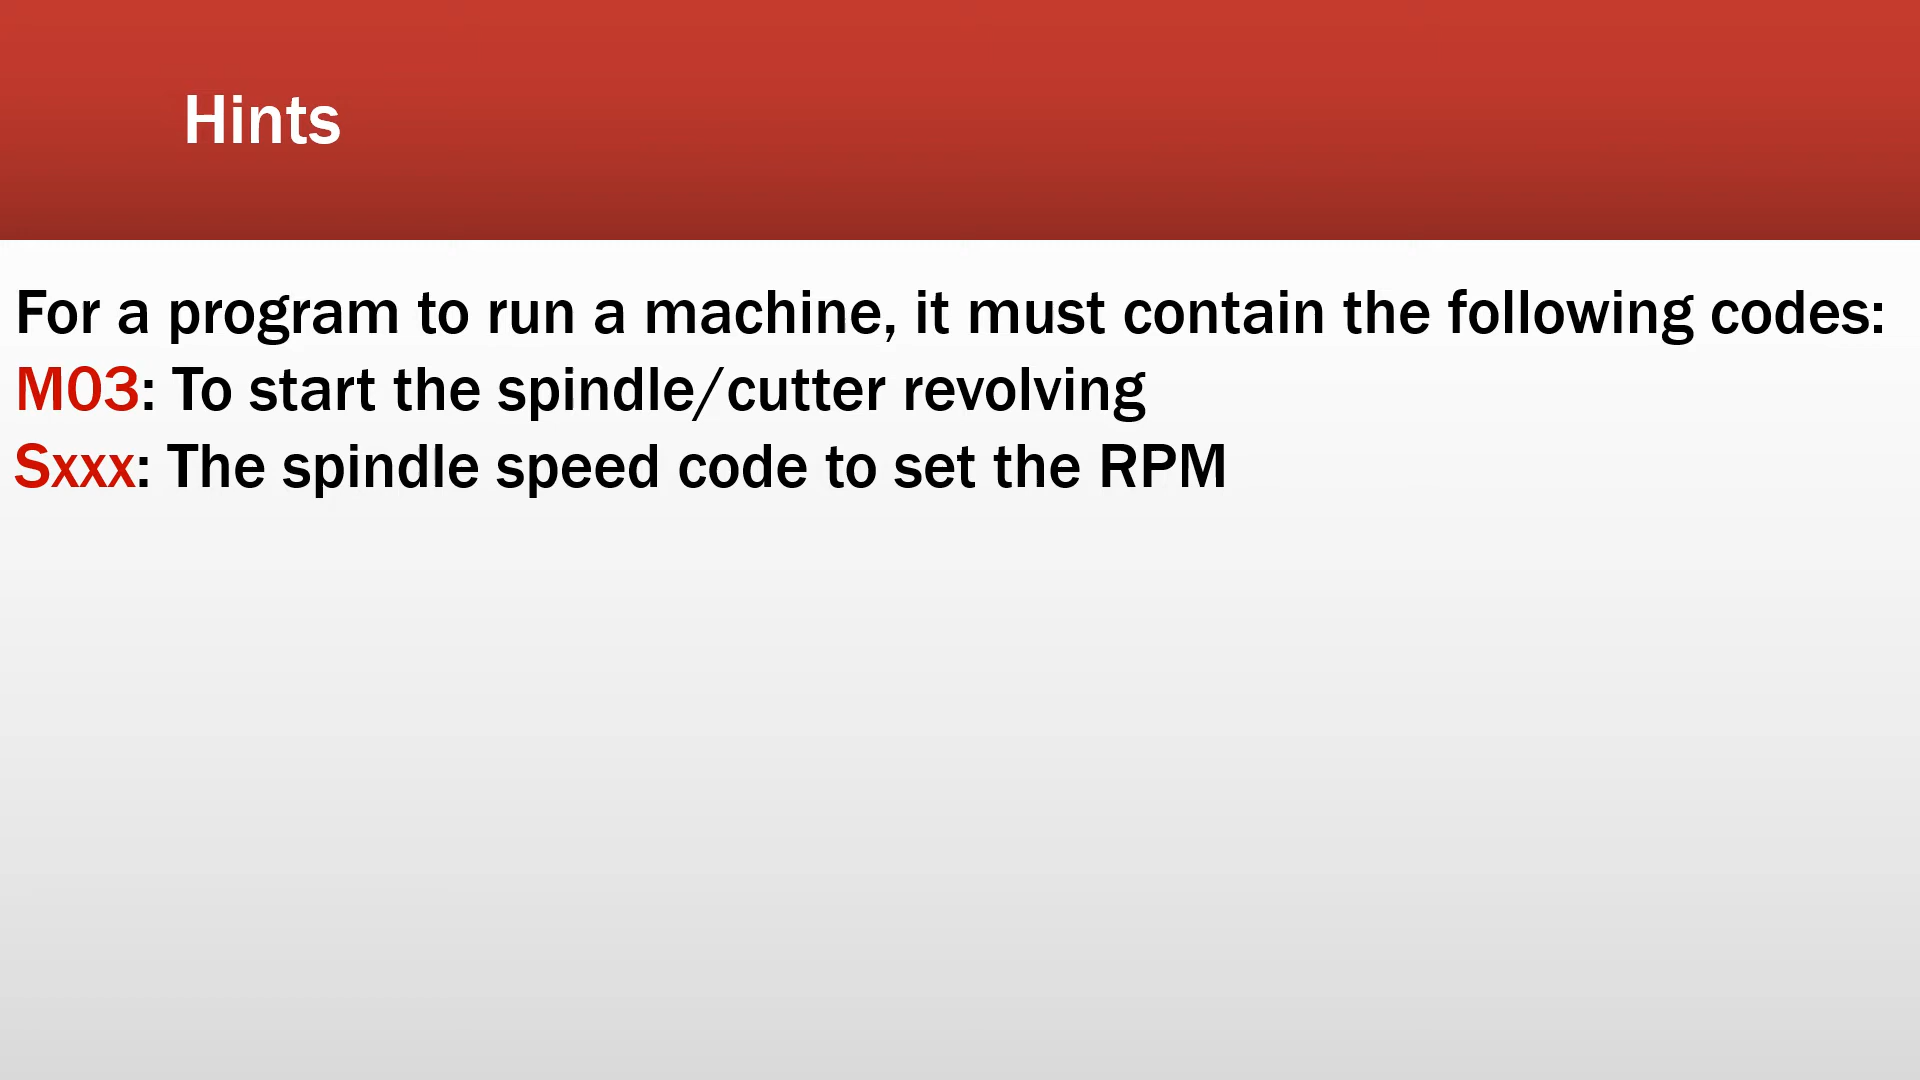 Hints
For a program to run a machine, it must contain the following codes:
M03: To start the spindle/cutter revolving
Sxxx: The spindle speed code to set the RPM